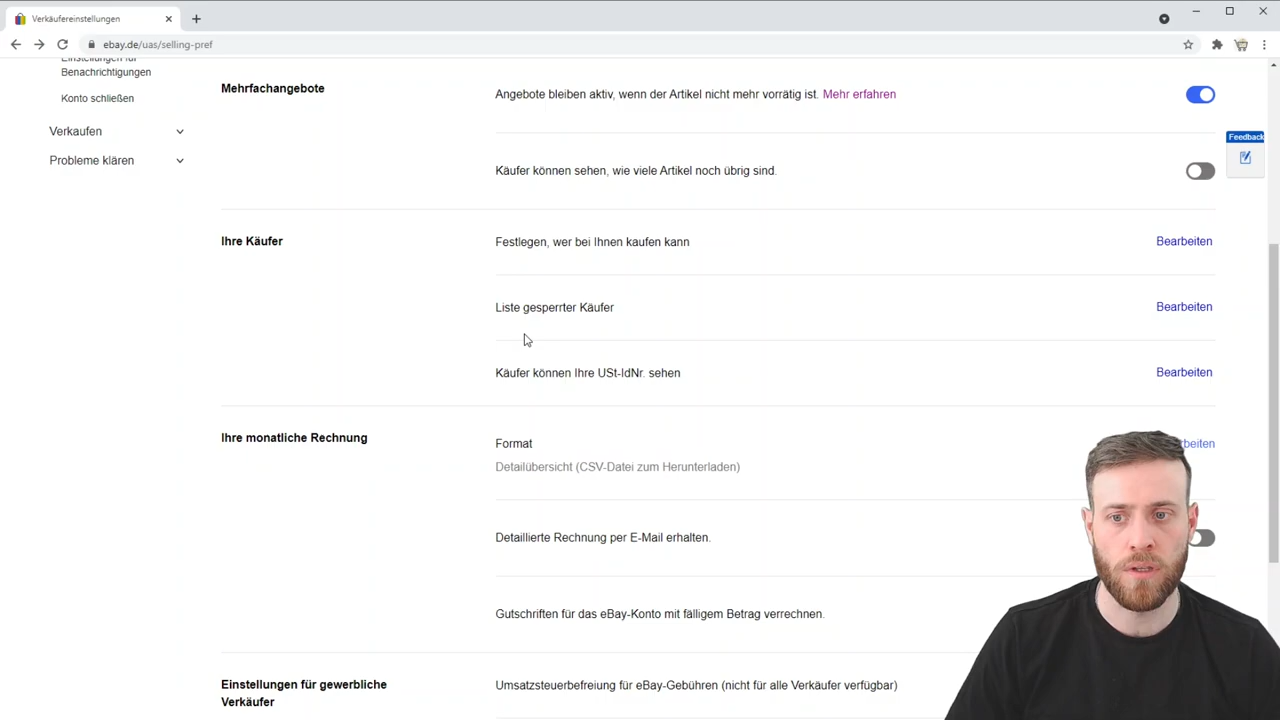 Verkäufereinstellungen
ebay.de/uas/selling-pref
Einstellungen für
Benachrichtigungen
Konto schließen
Verkaufen
Probleme klären
Mehrfachangebote
Angebote bleiben aktiv, wenn der Artikel nicht mehr vorrätig ist. Mehr erfahren
Käufer können sehen, wie viele Artikel noch übrig sind.
Feedback
Ihre Käufer
Festlegen, wer bei Ihnen kaufen kann
Bearbeiten
Liste gesperrter Käufer
Bearbeiten
Käufer können Ihre USt-IdNr. sehen
Bearbeiten
Ihre monatliche Rechnung
Format
beiten
Detailübersicht (CSV-Datei zum Herunterladen)
Detaillierte Rechnung per E-Mail erhalten.
Gutschriften für das eBay-Konto mit fälligem Betrag verrechnen.
Einstellungen für gewerbliche
Verkäufer
Umsatzsteuerbefreiung für eBay-Gebühren (nicht für alle Verkäufer verfügbar)